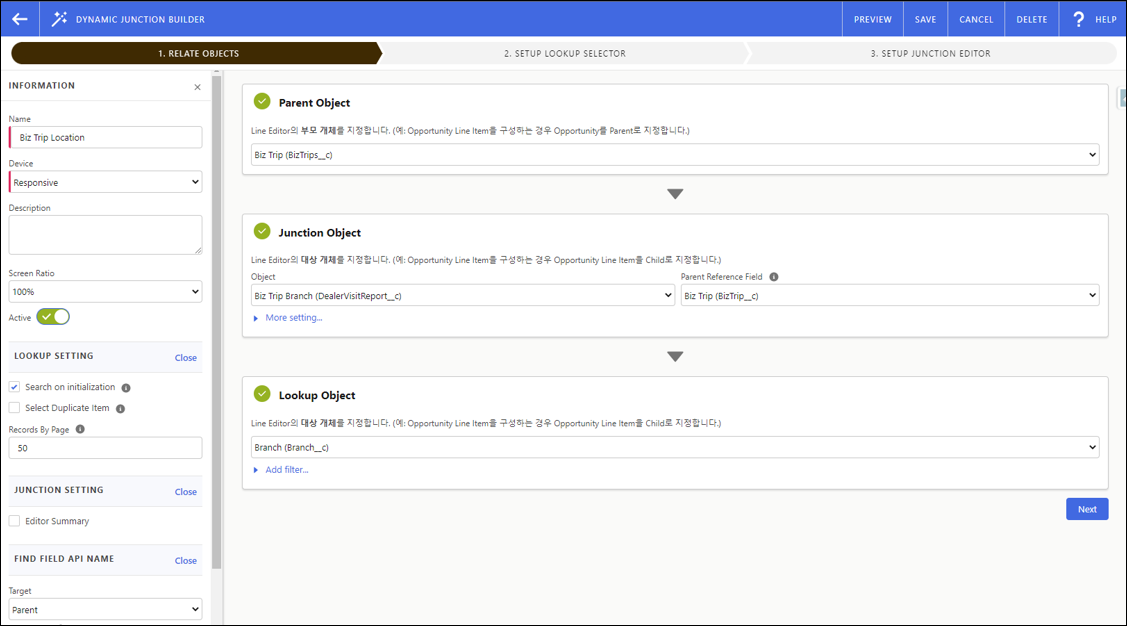 DYNAMIC JUNCTION BUILDER
PREVIEW
SAVE
CANCEL
DELETE
? HELP
1. RELATE OBJECTS
2. SETUP LOOKUP SELECTOR
3. SETUP JUNCTION EDITOR
INFORMATION
Name
Biz Trip Location
Device
Responsive
Description
Screen Ratio
100%
Active
LOOKUP SETTING
Close
Search on initialization
Select Duplicate Item
Records By Page
50
JUNCTION SETTING
Close
Editor Summary
FIND FIELD API NAME
Close
Target
Parent
Parent Object
Line Editor의 부모 개체를 지정합니다. (예: Opportunity Line Item을 구성하는 경우 Opportunity를 Parent로 지정합니다.)
Biz Trip (BizTrips__c)
Junction Object
Line Editor의 대상 개체를 지정합니다. (예: Opportunity Line Item을 구성하는 경우 Opportunity Line Item을 Child로 지정합니다.)
Object
Parent Reference Field
Biz Trip Branch (DealerVisitReport__c)
Biz Trip (BizTrip__c)
More setting...
Lookup Object
Line Editor의 대상 개체를 지정합니다. (예: Opportunity Line Item을 구성하는 경우 Opportunity Line Item을 Child로 지정합니다.)
Branch (Branch__c)
Add filter...
Next